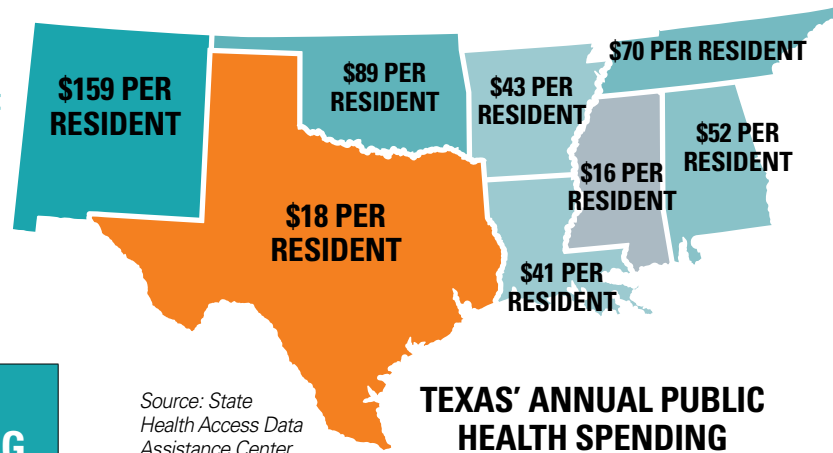 $70 PER RESIDENT
$159 PER
RESIDENT
$89 PER
RESIDENT
$43 PER
RESIDENT
$52 PER
RESIDENT
$16 PER
RESIDENT
$18 PER
RESIDENT
$41 PER
RESIDENT
Source: State
Health Access Data
Assistance Center
TEXAS’ ANNUAL PUBLIC
HEALTH SPENDING
G